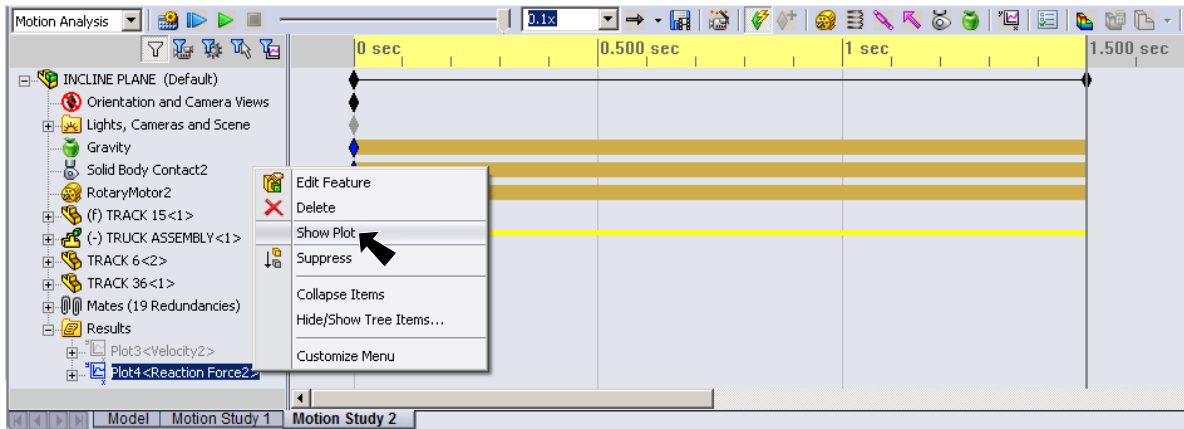 Motion Analysis
0.1x
0 sec
0.500 sec
1 sec
1.500 sec
INCLINE PLANE (Default)
Orientation and Camera Views
Lights, Cameras and Scene
Gravity
Solid Body Contact2
RotaryMotor2
(f) TRACK 15<1>
(-) TRUCK ASSEMBLY<1>
TRACK 6<2>
TRACK 36<1>
Mates (19 Redundancies)
Results
Plot3<Velocity2>
Plot4<Reaction Force2>
Edit Feature
Delete
Show Plot
Suppress
Collapse Items
Hide/Show Tree Items...
Customize Menu
Model
Motion Study 1
Motion Study 2